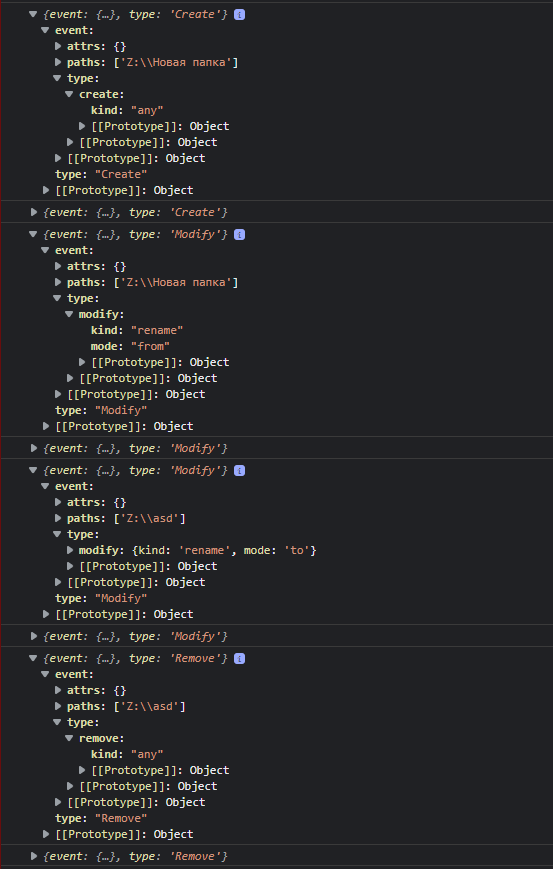 {event: {…}, type: 'Create'} i
event:
attrs: {}
paths: ['Z:\\Новая папка']
type:
create:
kind: "any"
[[Prototype]]: Object
[[Prototype]]: Object
[[Prototype]]: Object
type: "Create"
[[Prototype]]: Object
{event: {…}, type: 'Create'}
{event: {…}, type: 'Modify'} i
event:
attrs: {}
paths: ['Z:\\Новая папка']
type:
modify:
kind: "rename"
mode: "from"
[[Prototype]]: Object
[[Prototype]]: Object
[[Prototype]]: Object
type: "Modify"
[[Prototype]]: Object
{event: {…}, type: 'Modify'}
{event: {…}, type: 'Modify'} i
event:
attrs: {}
paths: ['Z:\\asd']
type:
modify: {kind: 'rename', mode: 'to'}
[[Prototype]]: Object
[[Prototype]]: Object
type: "Modify"
[[Prototype]]: Object
{event: {…}, type: 'Modify'}
{event: {…}, type: 'Remove'} i
event:
attrs: {}
paths: ['Z:\\asd']
type:
remove:
kind: "any"
[[Prototype]]: Object
[[Prototype]]: Object
[[Prototype]]: Object
type: "Remove"
[[Prototype]]: Object
{event: {…}, type: 'Remove'}